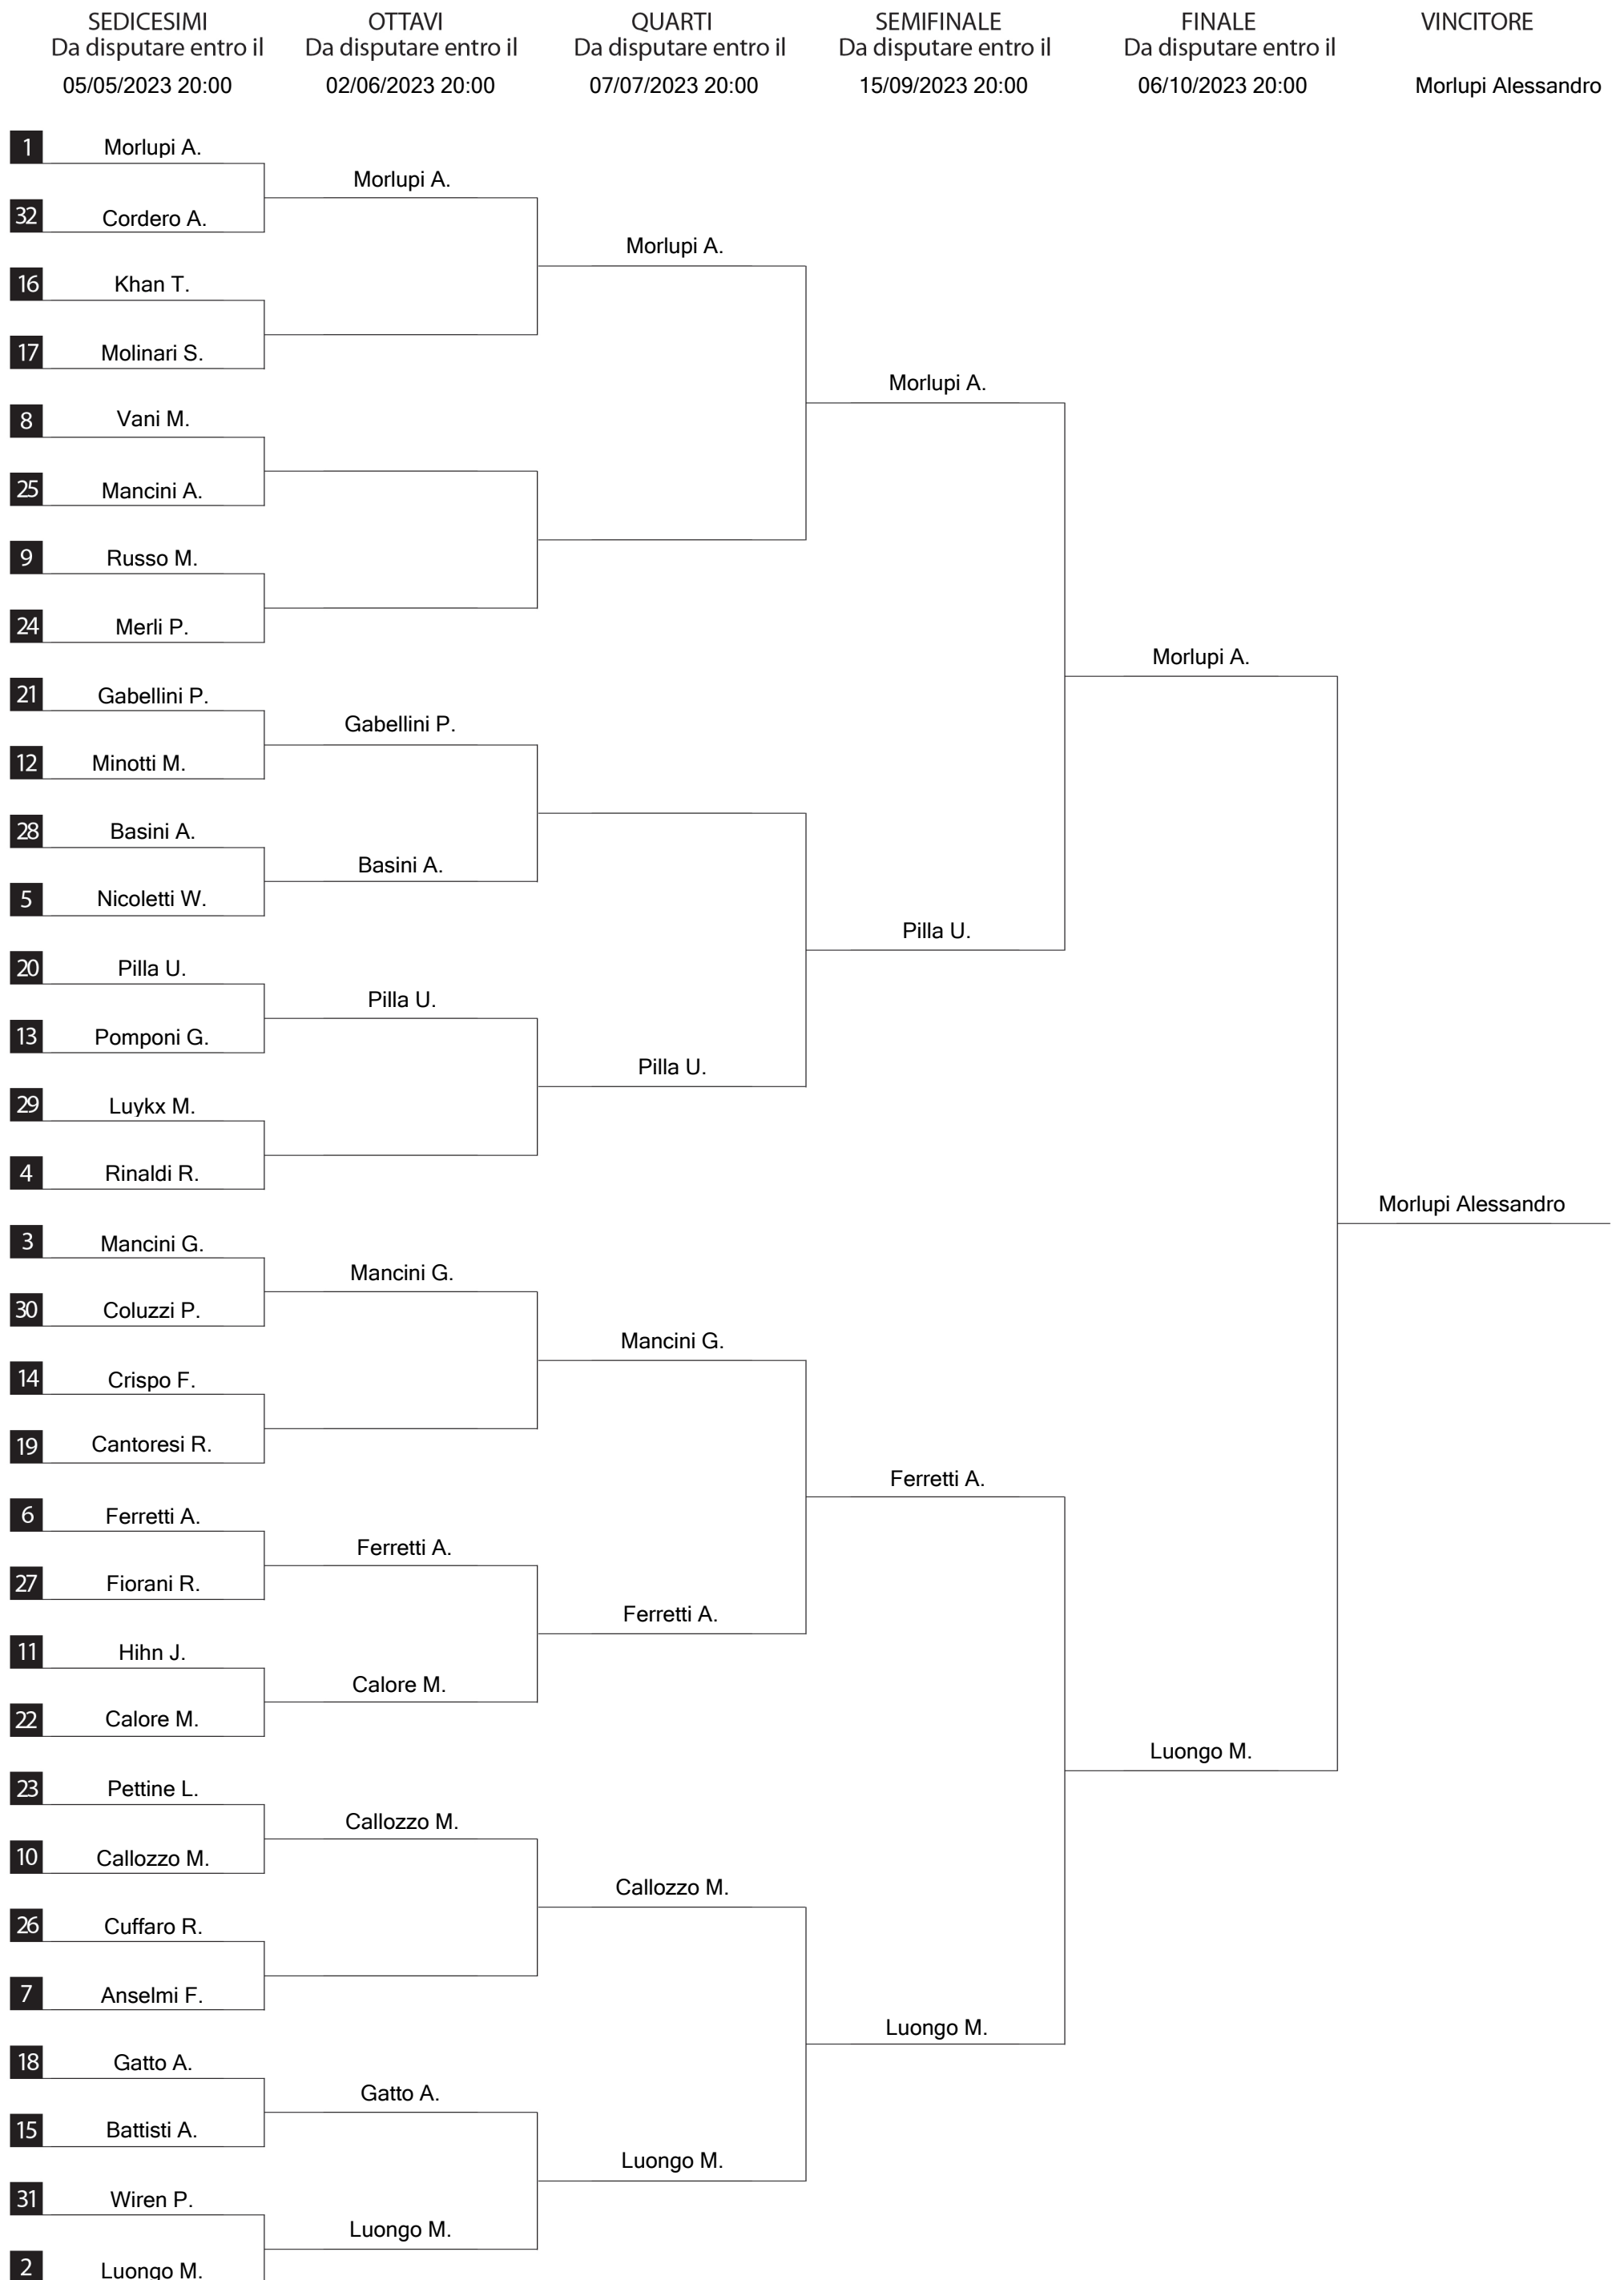 SEDICESIMI OTTAVI QUARTI SEMIFINALE FINALE VINCITORE
Da disputare entro il Da disputare entro il Da disputare entro il Da disputare entro il Da disputare entro il
05/05/2023 20:00 02/06/2023 20:00 07/07/2023 20:00 15/09/2023 20:00 06/10/2023 20:00 Morlupi Alessandro
1 Morlupi A.
Morlupi A.
32 Cordero A.
Morlupi A.
16 Khan T.
17 Molinari S.
Morlupi A.
8 Vani M.
25 Mancini A.
9 Russo M.
24 Merli P.
Morlupi A.
21 Gabellini P.
Gabellini P.
12 Minotti M.
28 Basini A.
Basini A.
5 Nicoletti W.
Pilla U.
20 Pilla U.
Pilla U.
13 Pomponi G.
Pilla U.
29 Luykx M.
4 Rinaldi R.
Morlupi Alessandro
3 Mancini G.
Mancini G.
30 Coluzzi P.
Mancini G.
14 Crispo F.
19 Cantoresi R.
Ferretti A.
6 Ferretti A.
Ferretti A.
27 Fiorani R.
Ferretti A.
11 Hihn J.
Calore M.
22 Calore M.
Luongo M.
23 Pettine L.
Callozzo M.
10 Callozzo M.
Callozzo M.
26 Cuffaro R.
7 Anselmi F.
Luongo M.
18 Gatto A.
Gatto A.
15 Battisti A.
Luongo M.
31 Wiren P.
Luongo M.
2 Luongo M.